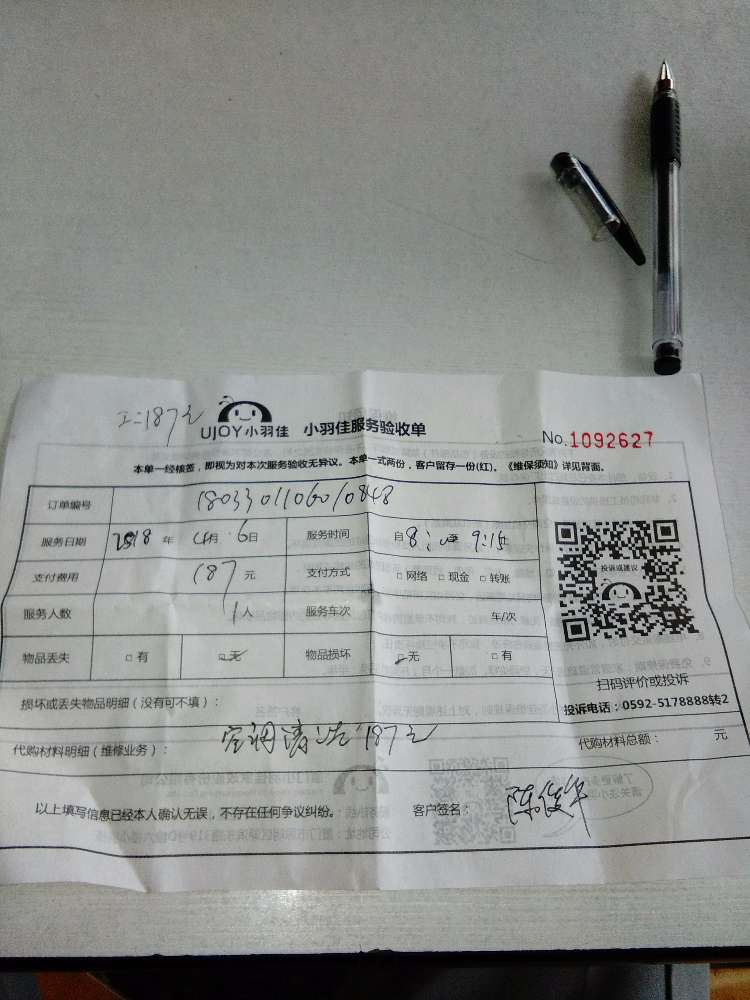 工:187元
UJOY小羽佳 小羽佳服务验收单
No.1092627
本单一经核签，即视为对本次服务验收无异议。本单一式两份，客户留存一份(红)。《维保须知》详见背面。
订单编号 180330110600848
服务日期 2018 年 4月 6日 服务时间 自8: 9:15
支付费用 187 元 支付方式 □ 网络 □ 现金 □ 转账
服务人数 1人 服务车次 车/次
物品丢失 □ 有 □ 无 物品损坏 □ 无 □ 有
投诉或建议
扫码评价或投诉
投诉电话：0592-5178888转2
损坏或丢失物品明细（没有可不填）：
代购材料明细（维修业务）： 空调清洗187元 代购材料总额： 元
以上填写信息已经本人确认无误，不存在任何争议纠纷。 客户签名： 陈俊华